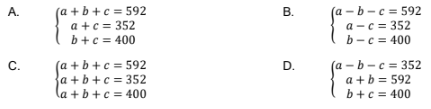 A. a + b + c = 592
a + c = 352
b + c = 400
B. a − b − c = 592
a − c = 352
b − c = 400
C. a + b + c = 592
a + b + c = 352
a + b + c = 400
D. a − b − c = 352
a + b = 592
b + c = 400